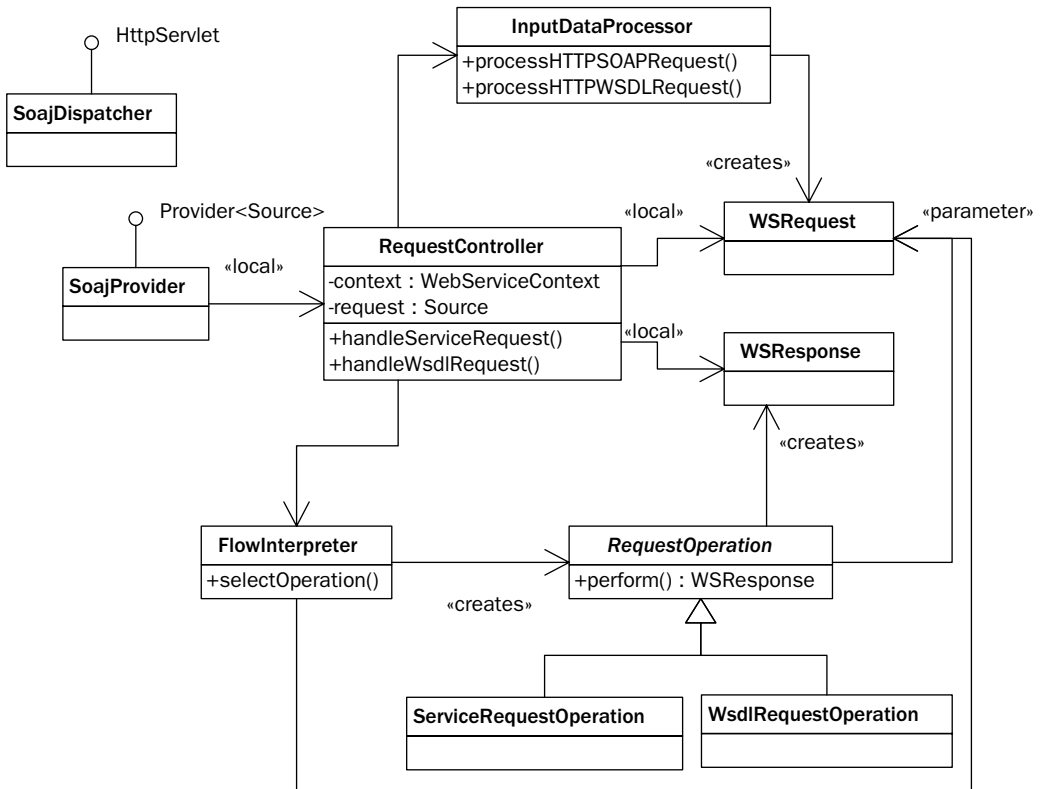 HttpServlet
SoajDispatcher
InputDataProcessor
+processHTTPSOAPRequest()
+processHTTPWSDLRequest()
«creates»
Provider<Source>
SoajProvider
«local»
RequestController
-context : WebServiceContext
-request : Source
+handleServiceRequest()
+handleWsdlRequest()
«local»
WSRequest
«parameter»
«local»
WSResponse
«creates»
FlowInterpreter
+selectOperation()
«creates»
RequestOperation
+perform() : WSResponse
ServiceRequestOperation
WsdlRequestOperation